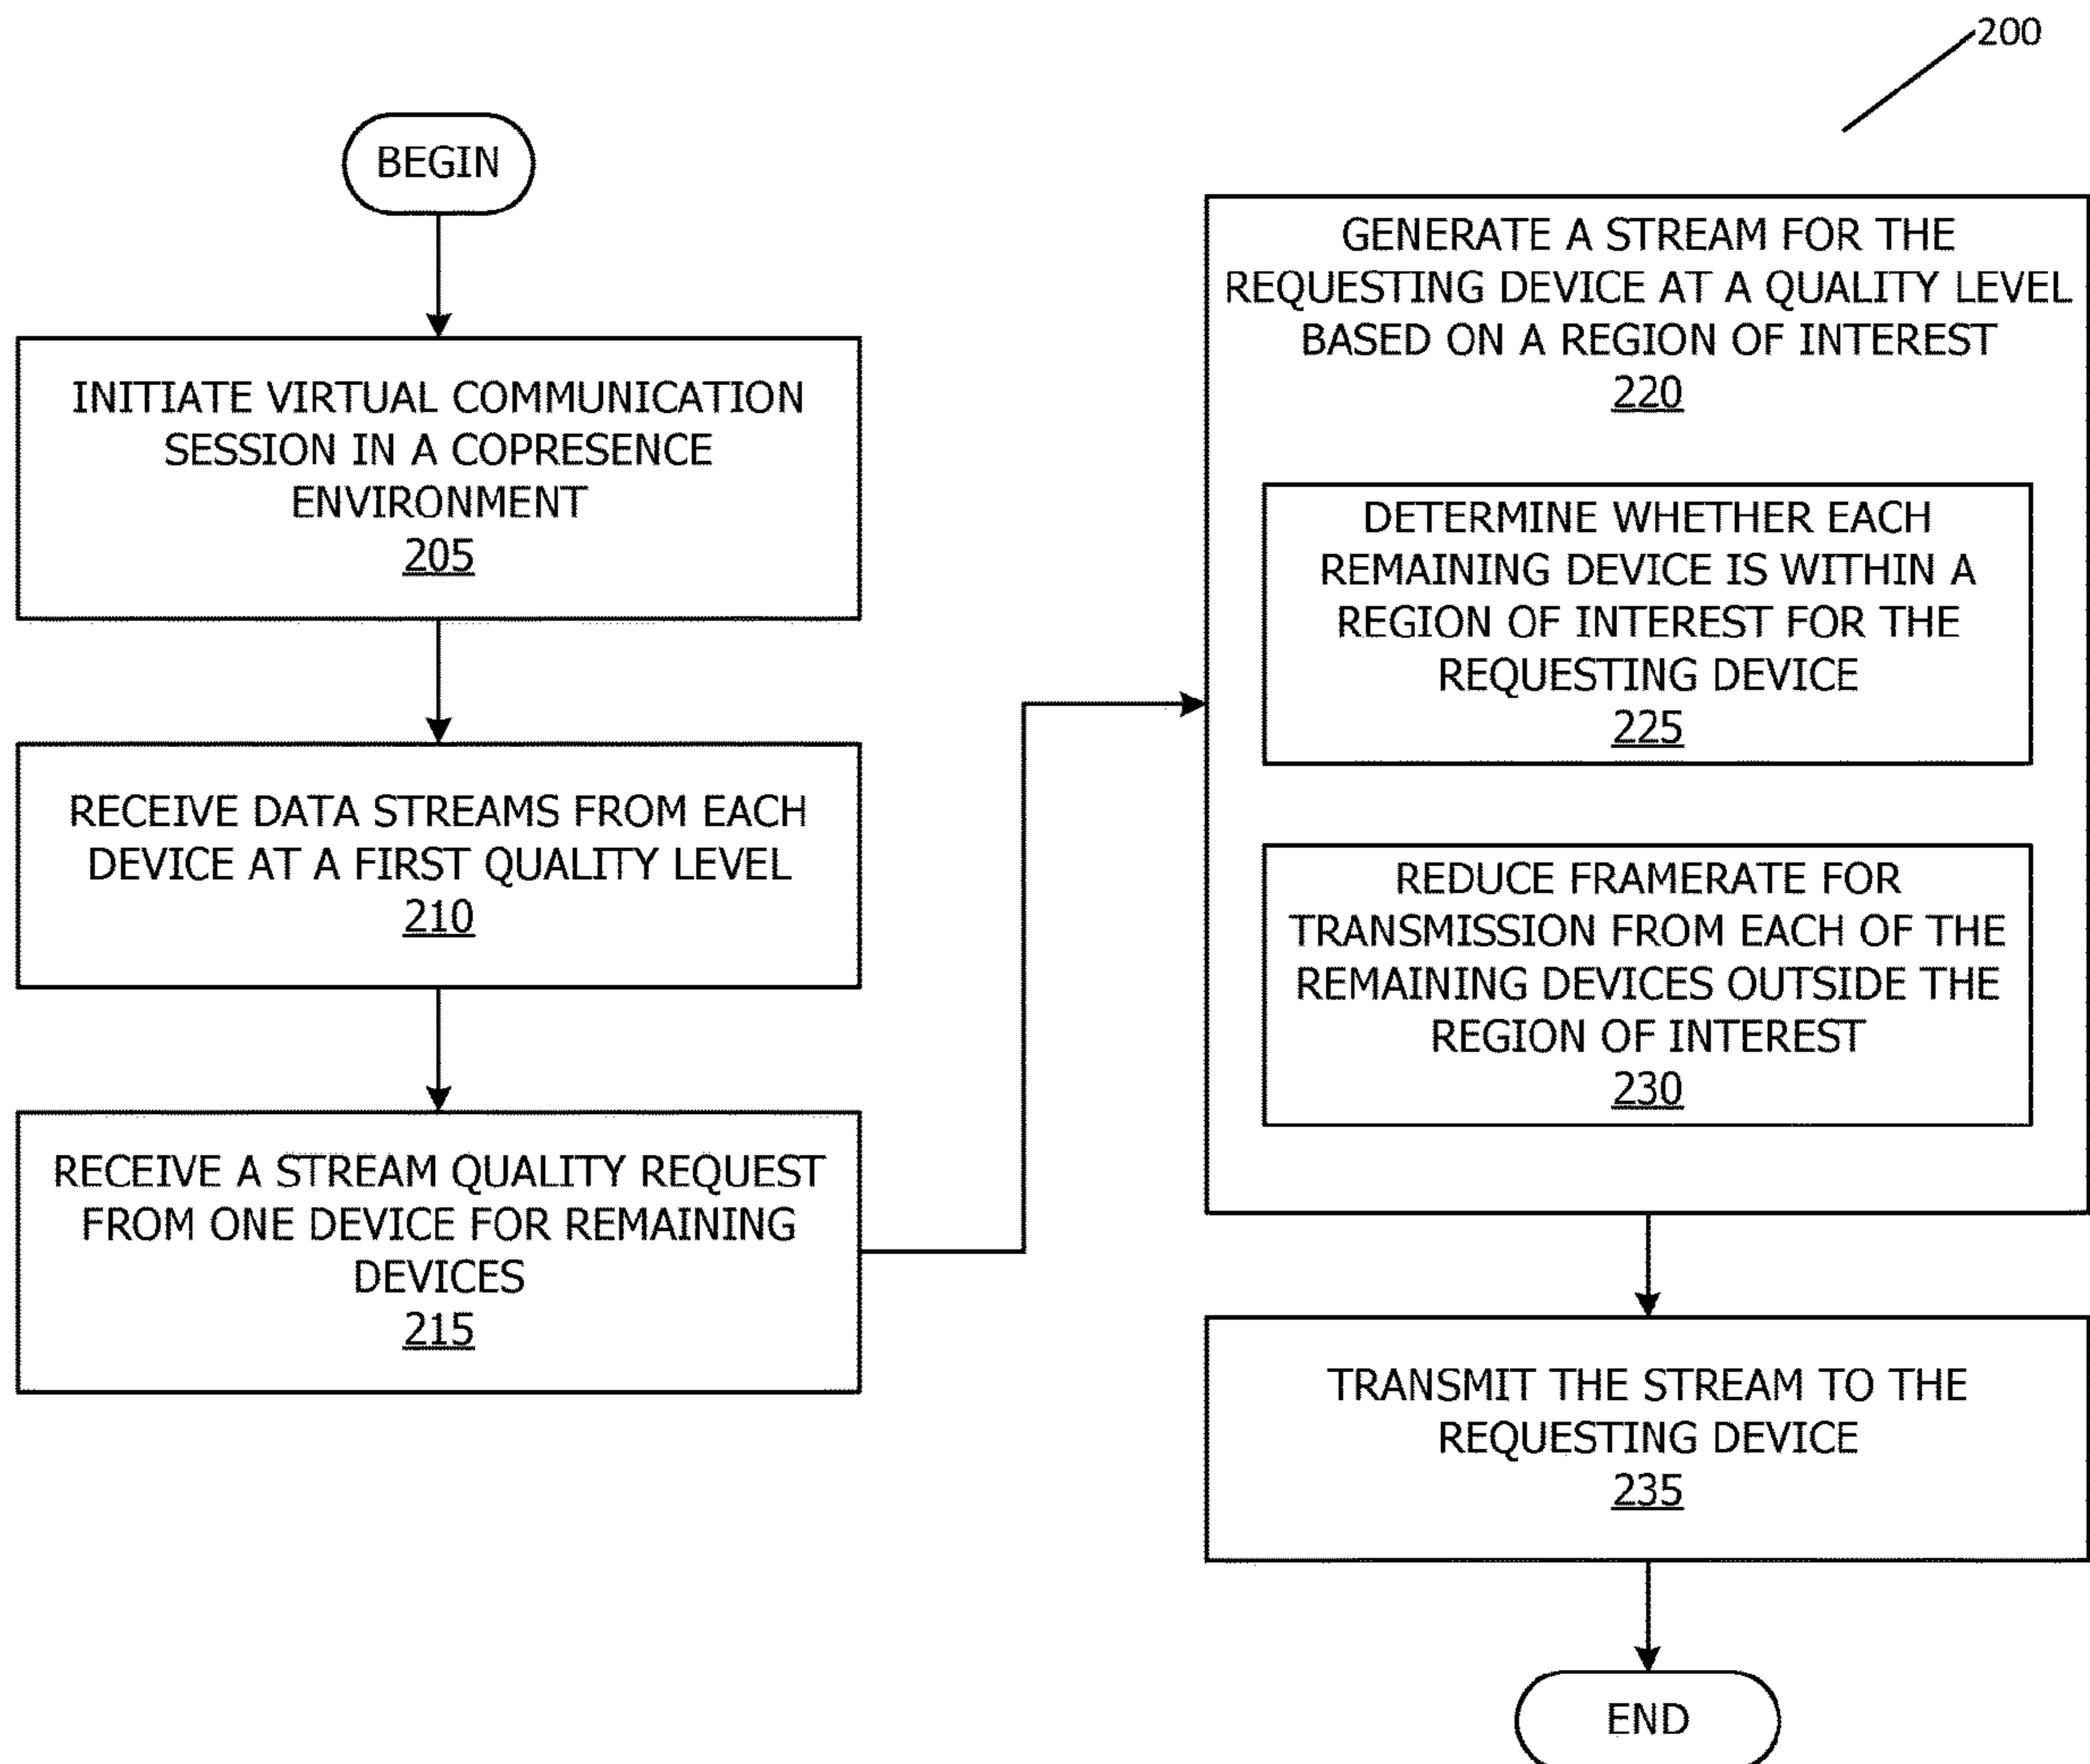 200
BEGIN
INITIATE VIRTUAL COMMUNICATION
SESSION IN A COPRESENCE
ENVIRONMENT
205
RECEIVE DATA STREAMS FROM EACH
DEVICE AT A FIRST QUALITY LEVEL
210
RECEIVE A STREAM QUALITY REQUEST
FROM ONE DEVICE FOR REMAINING
DEVICES
215
GENERATE A STREAM FOR THE
REQUESTING DEVICE AT A QUALITY LEVEL
BASED ON A REGION OF INTEREST
220
DETERMINE WHETHER EACH
REMAINING DEVICE IS WITHIN A
REGION OF INTEREST FOR THE
REQUESTING DEVICE
225
REDUCE FRAMERATE FOR
TRANSMISSION FROM EACH OF THE
REMAINING DEVICES OUTSIDE THE
REGION OF INTEREST
230
TRANSMIT THE STREAM TO THE
REQUESTING DEVICE
235
END